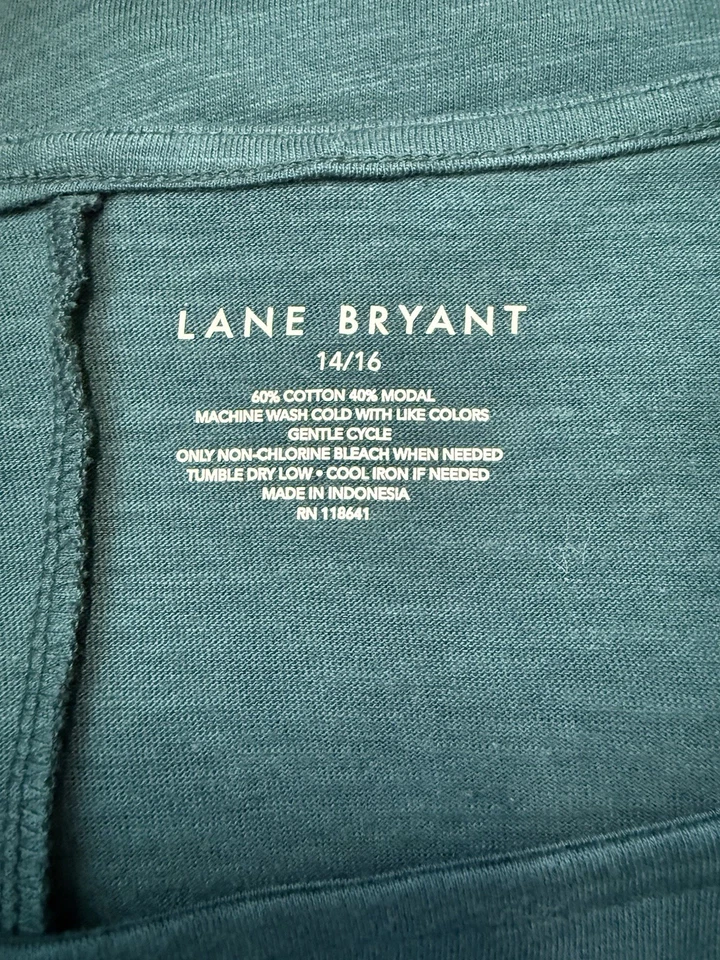 LANE BRYANT
14/16
60% COTTON 40% MODAL
MACHINE WASH COLD WITH LIKE COLORS
GENTLE CYCLE
ONLY NON-CHLORINE BLEACH WHEN NEEDED
TUMBLE DRY LOW • COOL IRON IF NEEDED
MADE IN INDONESIA
RN 118641